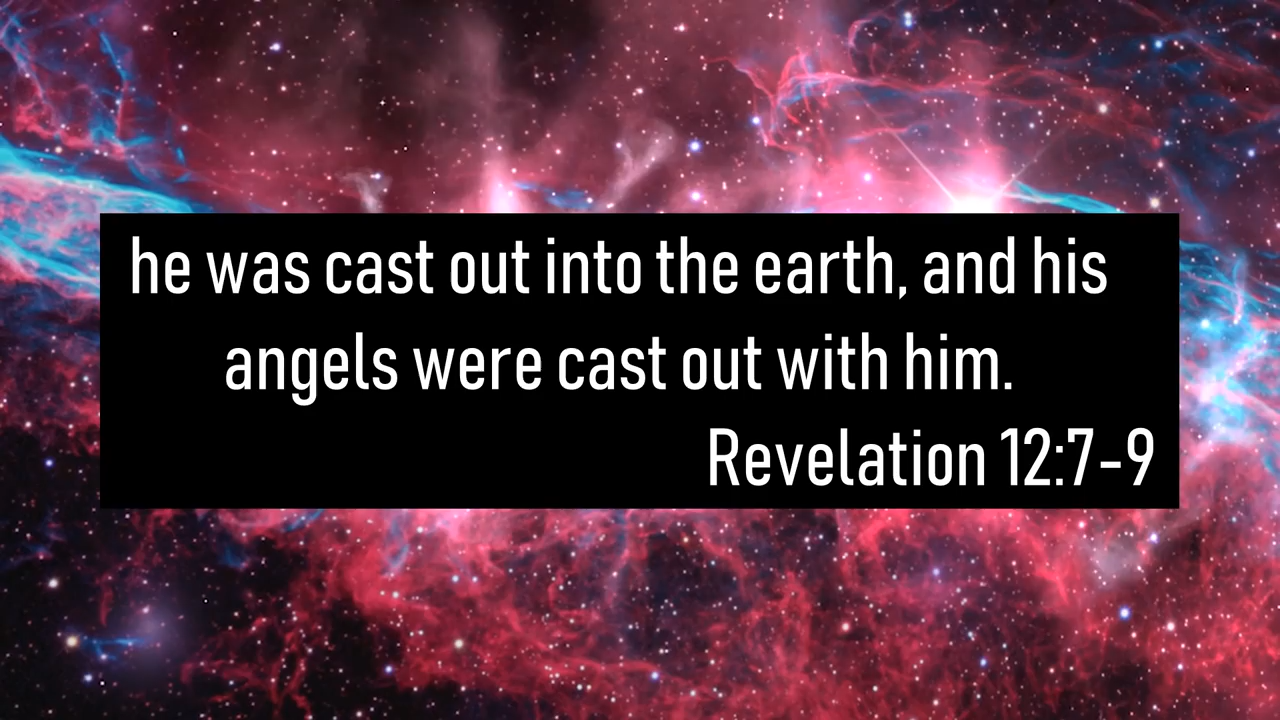 he was cast out into the earth, and his
angels were cast out with him.
Revelation 12:7-9